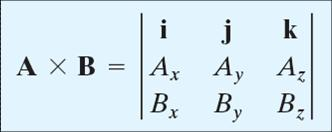 i j k
A × B = | A_x A_y A_z |
B_x B_y B_z